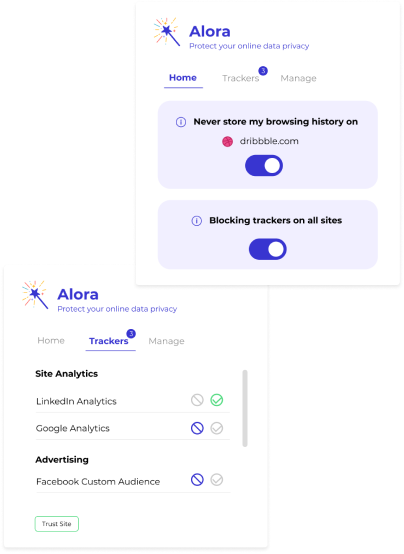 Alora
Protect your online data privacy
Home
Trackers
3
Manage
Never store my browsing history on
dribbble.com
Blocking trackers on all sites
Alora
Protect your online data privacy
Home
Trackers
3
Manage
Site Analytics
LinkedIn Analytics
Google Analytics
Advertising
Facebook Custom Audience
Trust Site